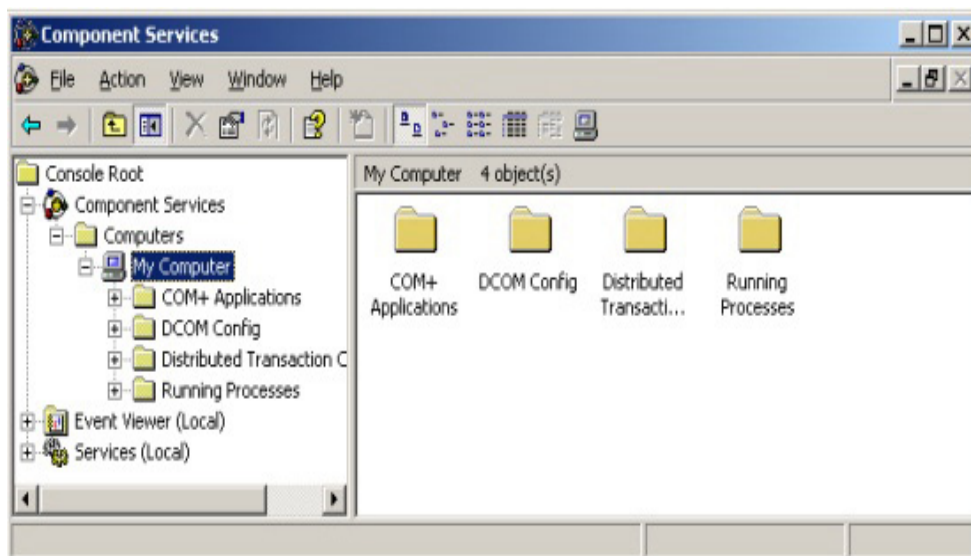 Component Services
File Action View Window Help
Console Root
Component Services
Computers
My Computer
COM+ Applications
DCOM Config
Distributed Transaction C
Running Processes
Event Viewer (Local)
Services (Local)
My Computer 4 object(s)
COM+ Applications
DCOM Config
Distributed Transacti...
Running Processes